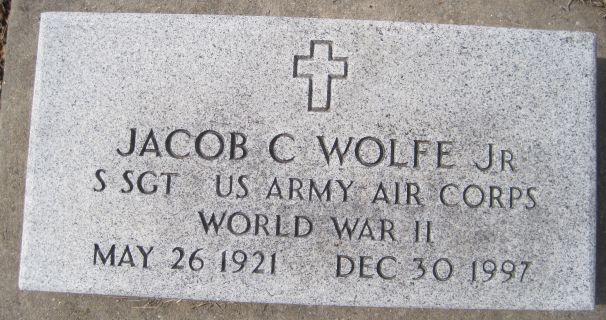 JACOB C WOLFE JR
S SGT US ARMY AIR CORPS
WORLD WAR II
MAY 26 1921 DEC 30 1997